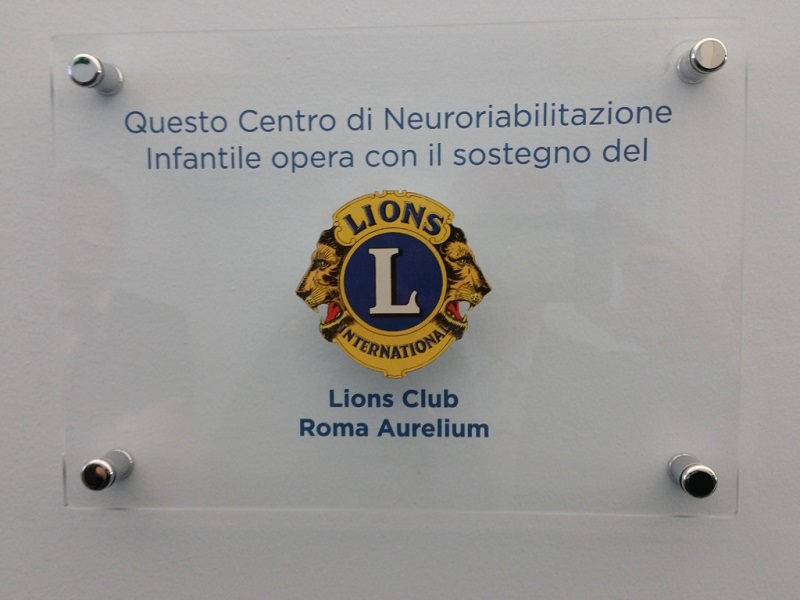 Questo Centro di Neuroriabilitazione
Infantile opera con il sostegno del
LIONS
L
INTERNATIONAL
Lions Club
Roma Aurelium